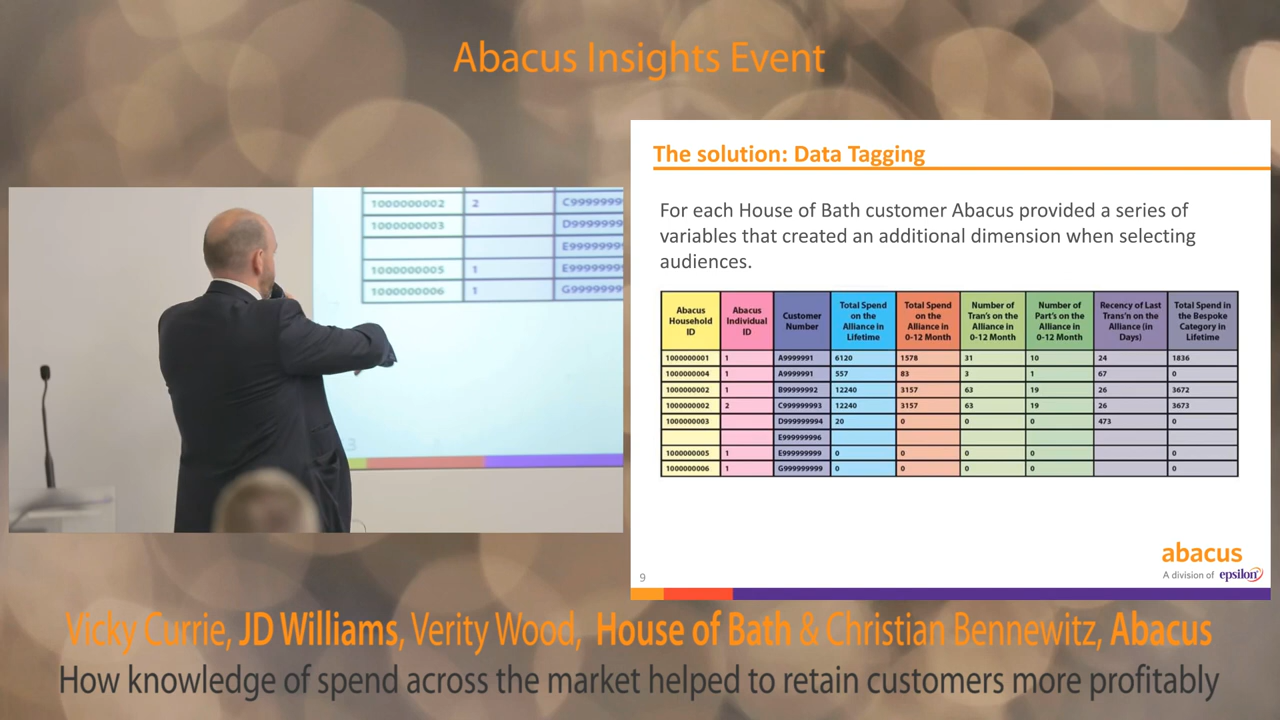 Abacus Insights Event
1000000002 2 C9999999
1000000003 D9999999
E9999999
1000000005 1 E9999999
1000000006 1 G9999999
3
The solution: Data Tagging
For each House of Bath customer Abacus provided a series of
variables that created an additional dimension when selecting
audiences.
Abacus Household ID
Abacus Individual ID
Customer Number
Total Spend on the Alliance in Lifetime
Total Spend on the Alliance in 0-12 Month
Number of Tran's on the Alliance in 0-12 Month
Number of Part's on the Alliance in 0-12 Month
Recency of Last Trans'n on the Alliance (in Days)
Total Spend in the Bespoke Category in Lifetime
1000000001 1 A9999991 6120 1578 31 10 24 1836
1000000004 1 A9999991 557 83 3 1 67 0
1000000002 1 B99999992 12240 3157 63 19 26 3672
1000000002 2 C999999993 12240 3157 63 19 26 3673
1000000003 D999999994 20 0 0 0 473 0
E999999996
1000000005 1 E999999999 0 0 0 0 0
1000000006 1 G999999999 0 0 0 0 0
abacus
A division of epsilon
9
Vicky Currie, JD Williams, Verity Wood, House of Bath & Christian Bennewitz, Abacus
How knowledge of spend across the market helped to retain customers more profitably